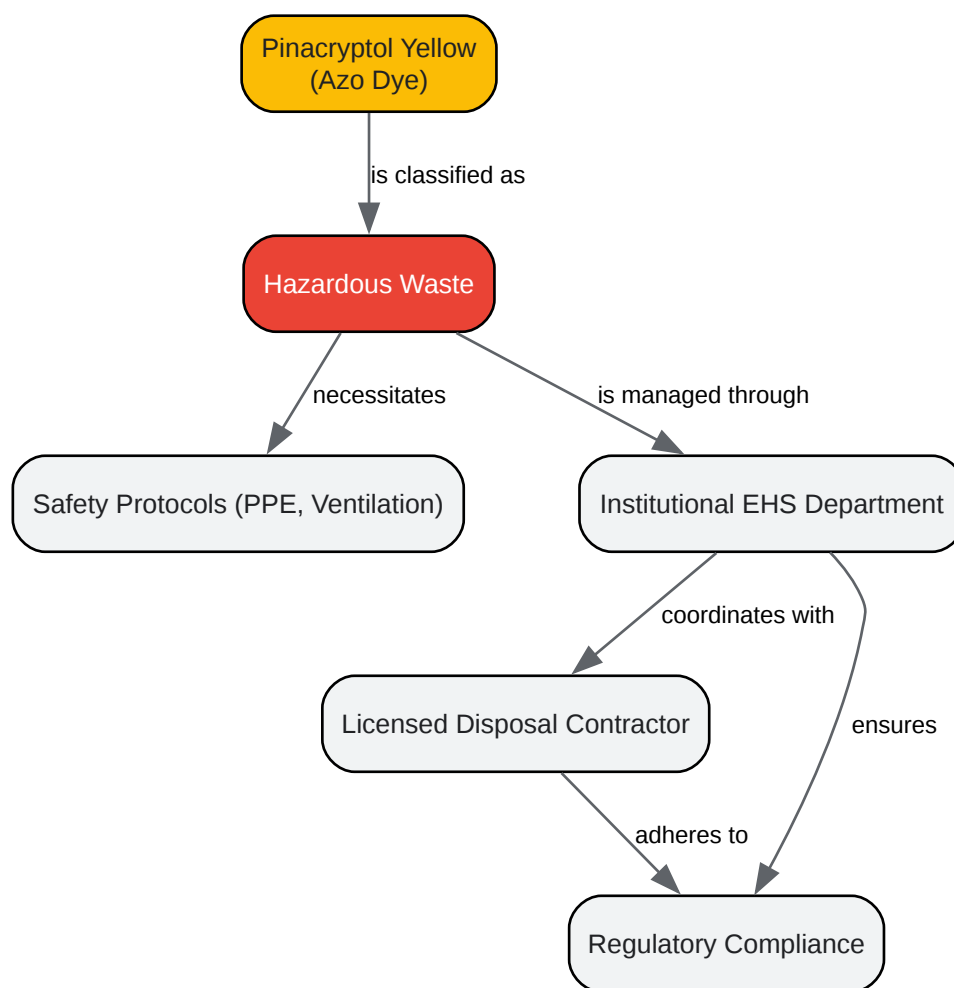 Pinacryptol Yellow
(Azo Dye)
is classified as
Hazardous Waste
necessitates
is managed through
Safety Protocols (PPE, Ventilation)
Institutional EHS Department
coordinates with
Licensed Disposal Contractor
ensures
adheres to
Regulatory Compliance